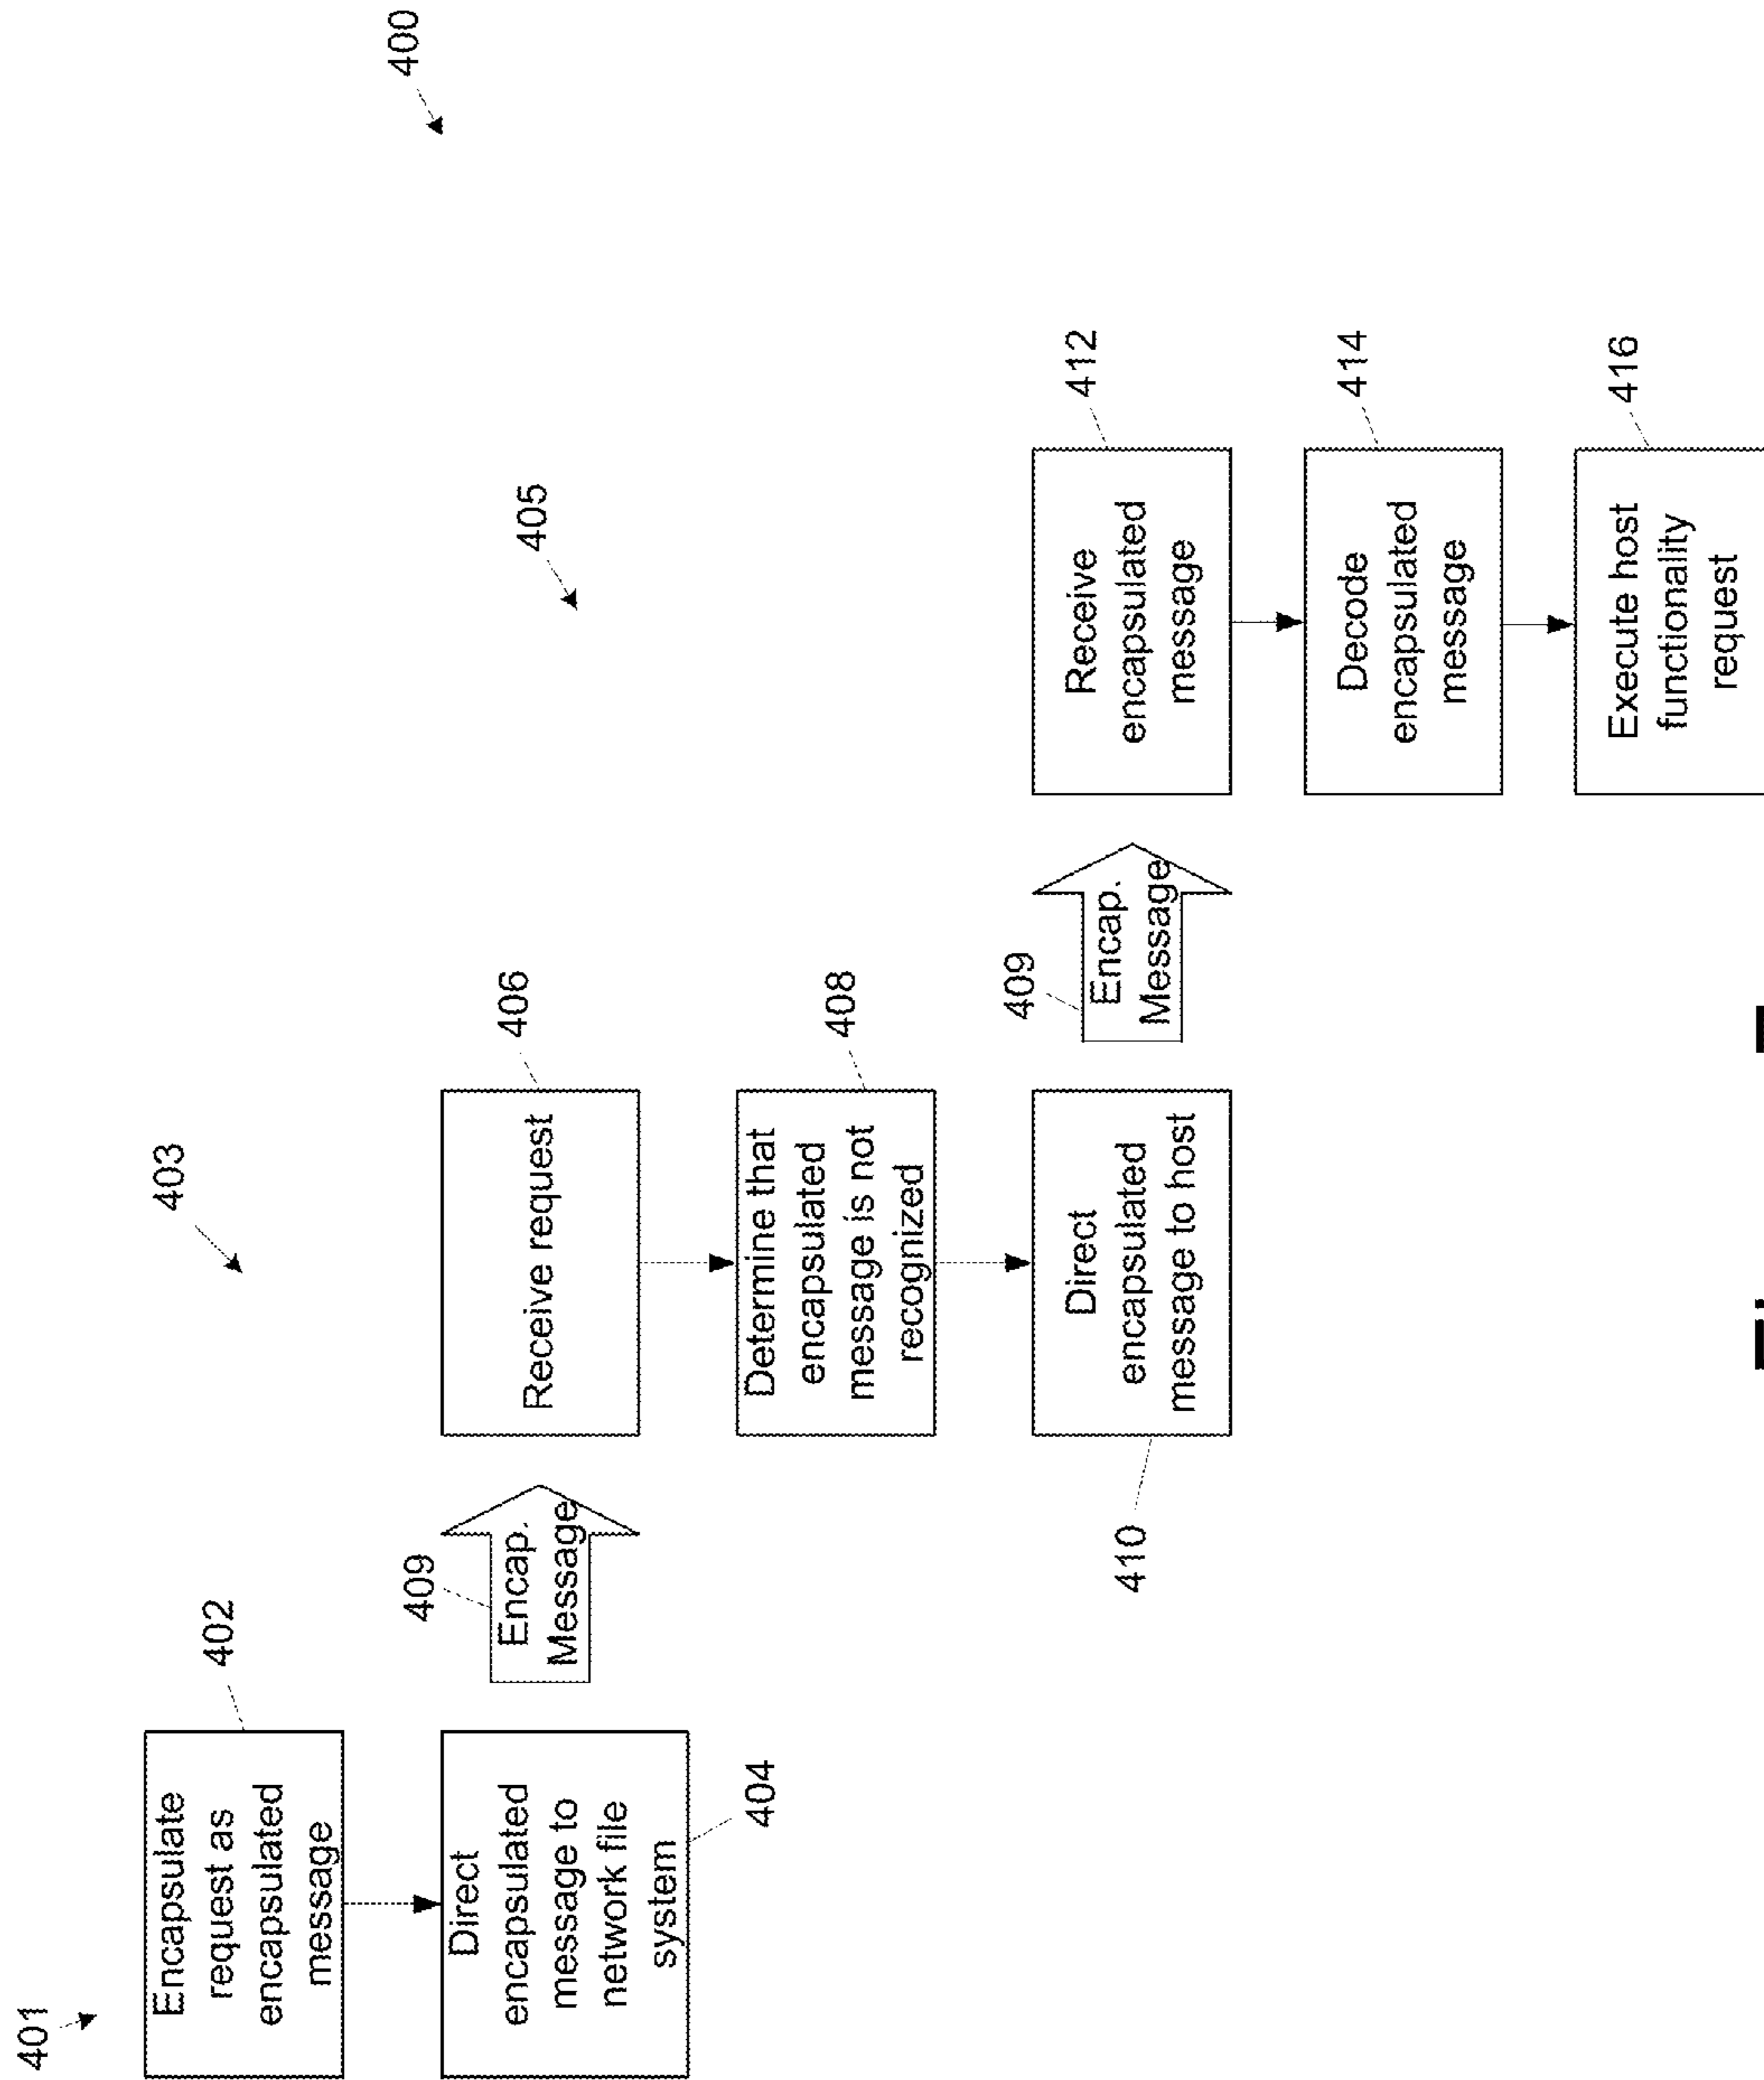 400
401
403
405
Encapsulate
request as
encapsulated
message
402
Direct
encapsulated
message to
network file
system
404
409
Encap.
Message
Receive request
406
Determine that
encapsulated
message is not
recognized
408
Direct
encapsulated
message to host
410
409
Encap.
Message
Receive
encapsulated
message
412
Decode
encapsulated
message
414
Execute host
functionality
request
416